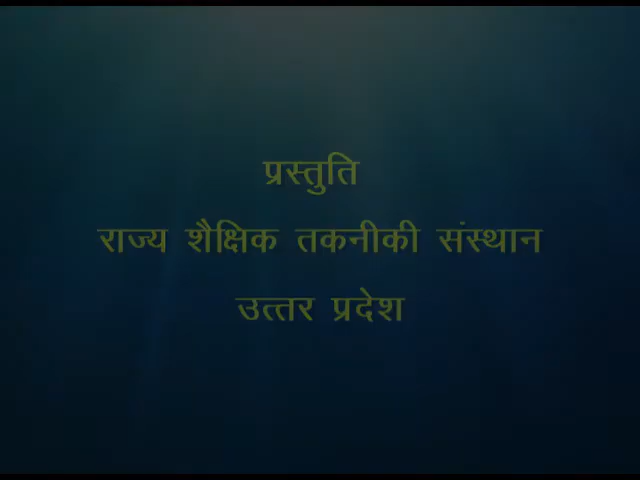 प्रस्तुति
राज्य शैक्षिक तकनीकी संस्थान
उत्तर प्रदेश